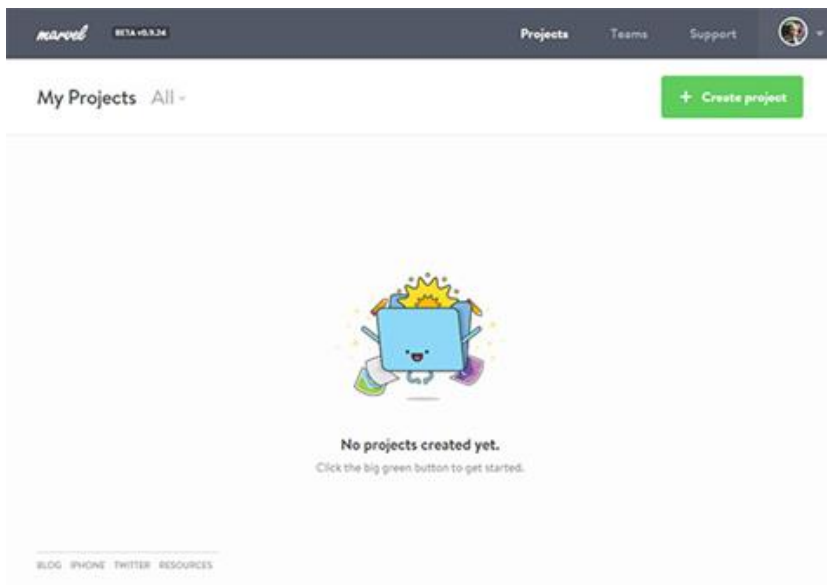 marvel BETA v0.9.24 Projects Teams Support
My Projects All
+ Create project
No projects created yet.
Click the big green button to get started.
BLOG IPHONE TWITTER RESOURCES